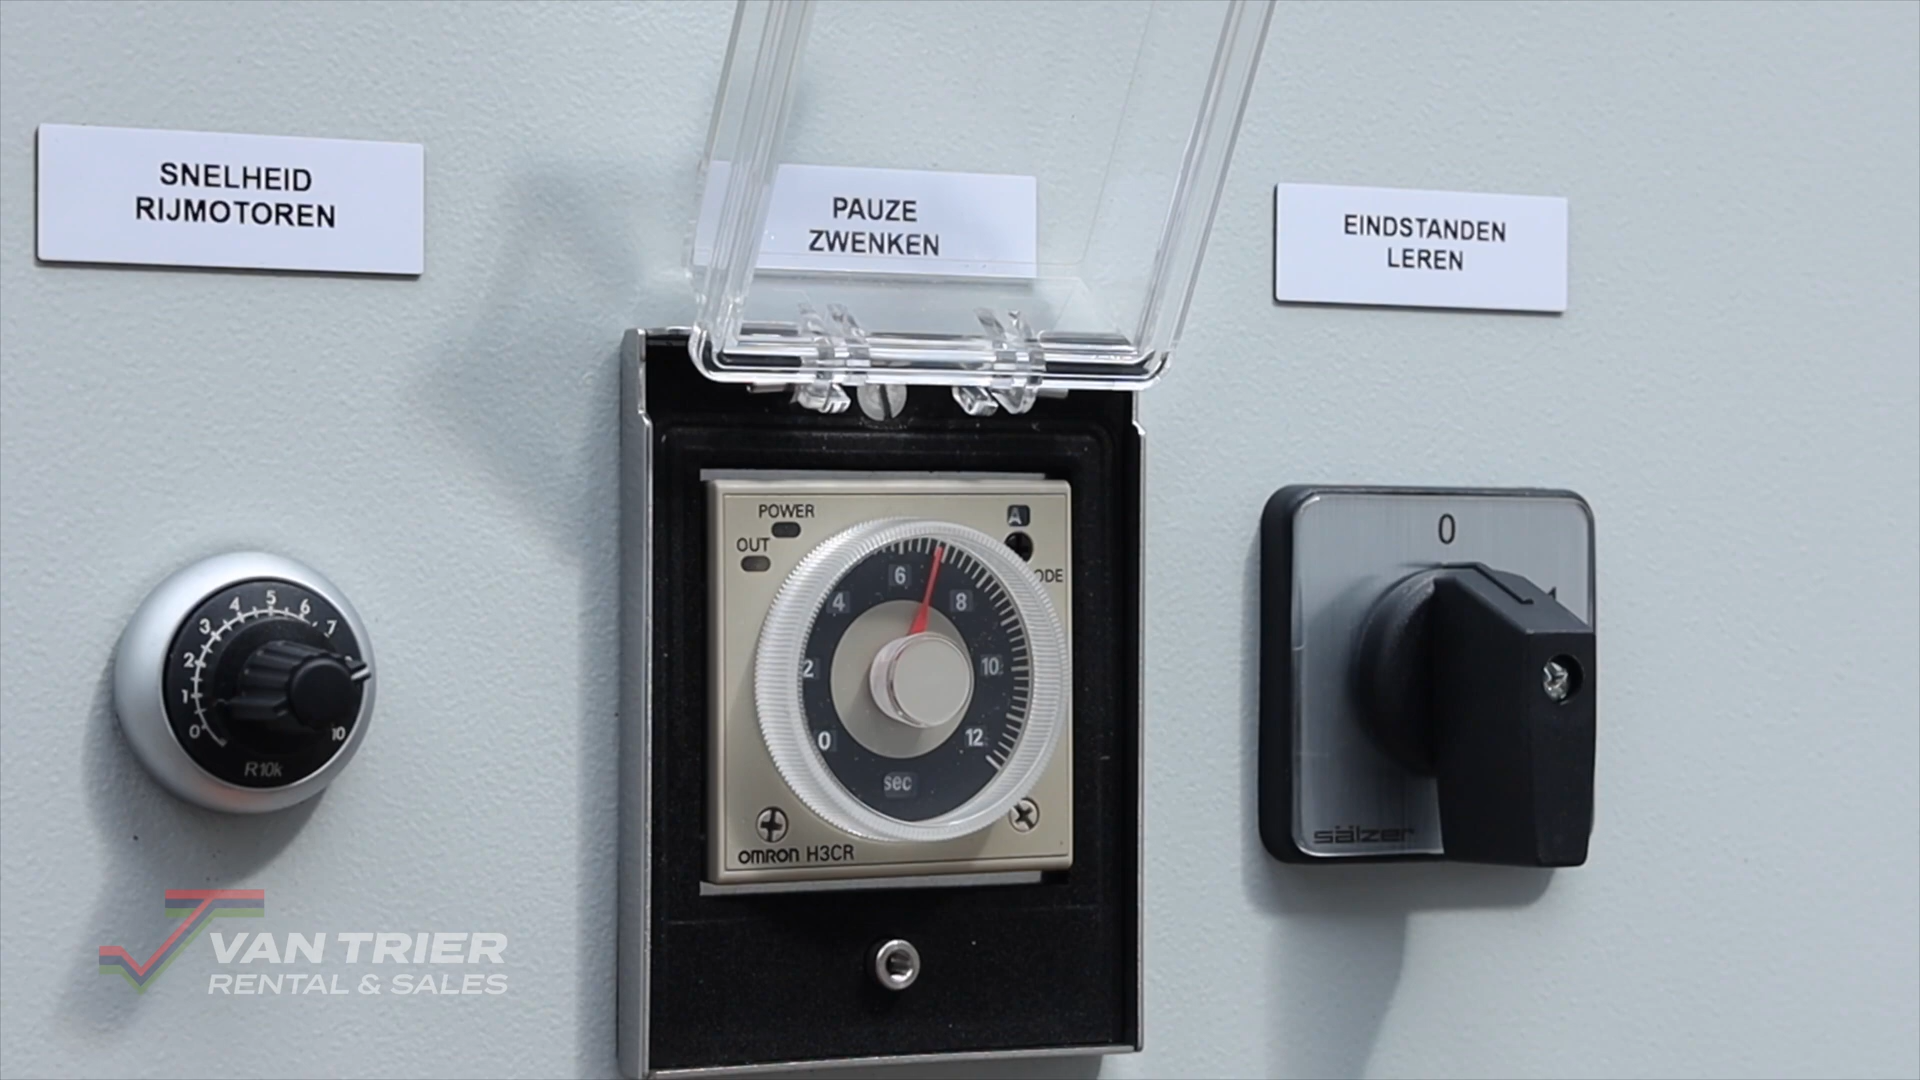 SNELHEID
RIJMOTOREN
PAUZE
ZWENKEN
EINDSTANDEN
LEREN
0 1 2 3 4 5 6 7 10
R10k
POWER
OUT
A
0 2 4 6 8 10 12
sec
OMRON H3CR
0
sälzer
VAN TRIER
RENTAL & SALES